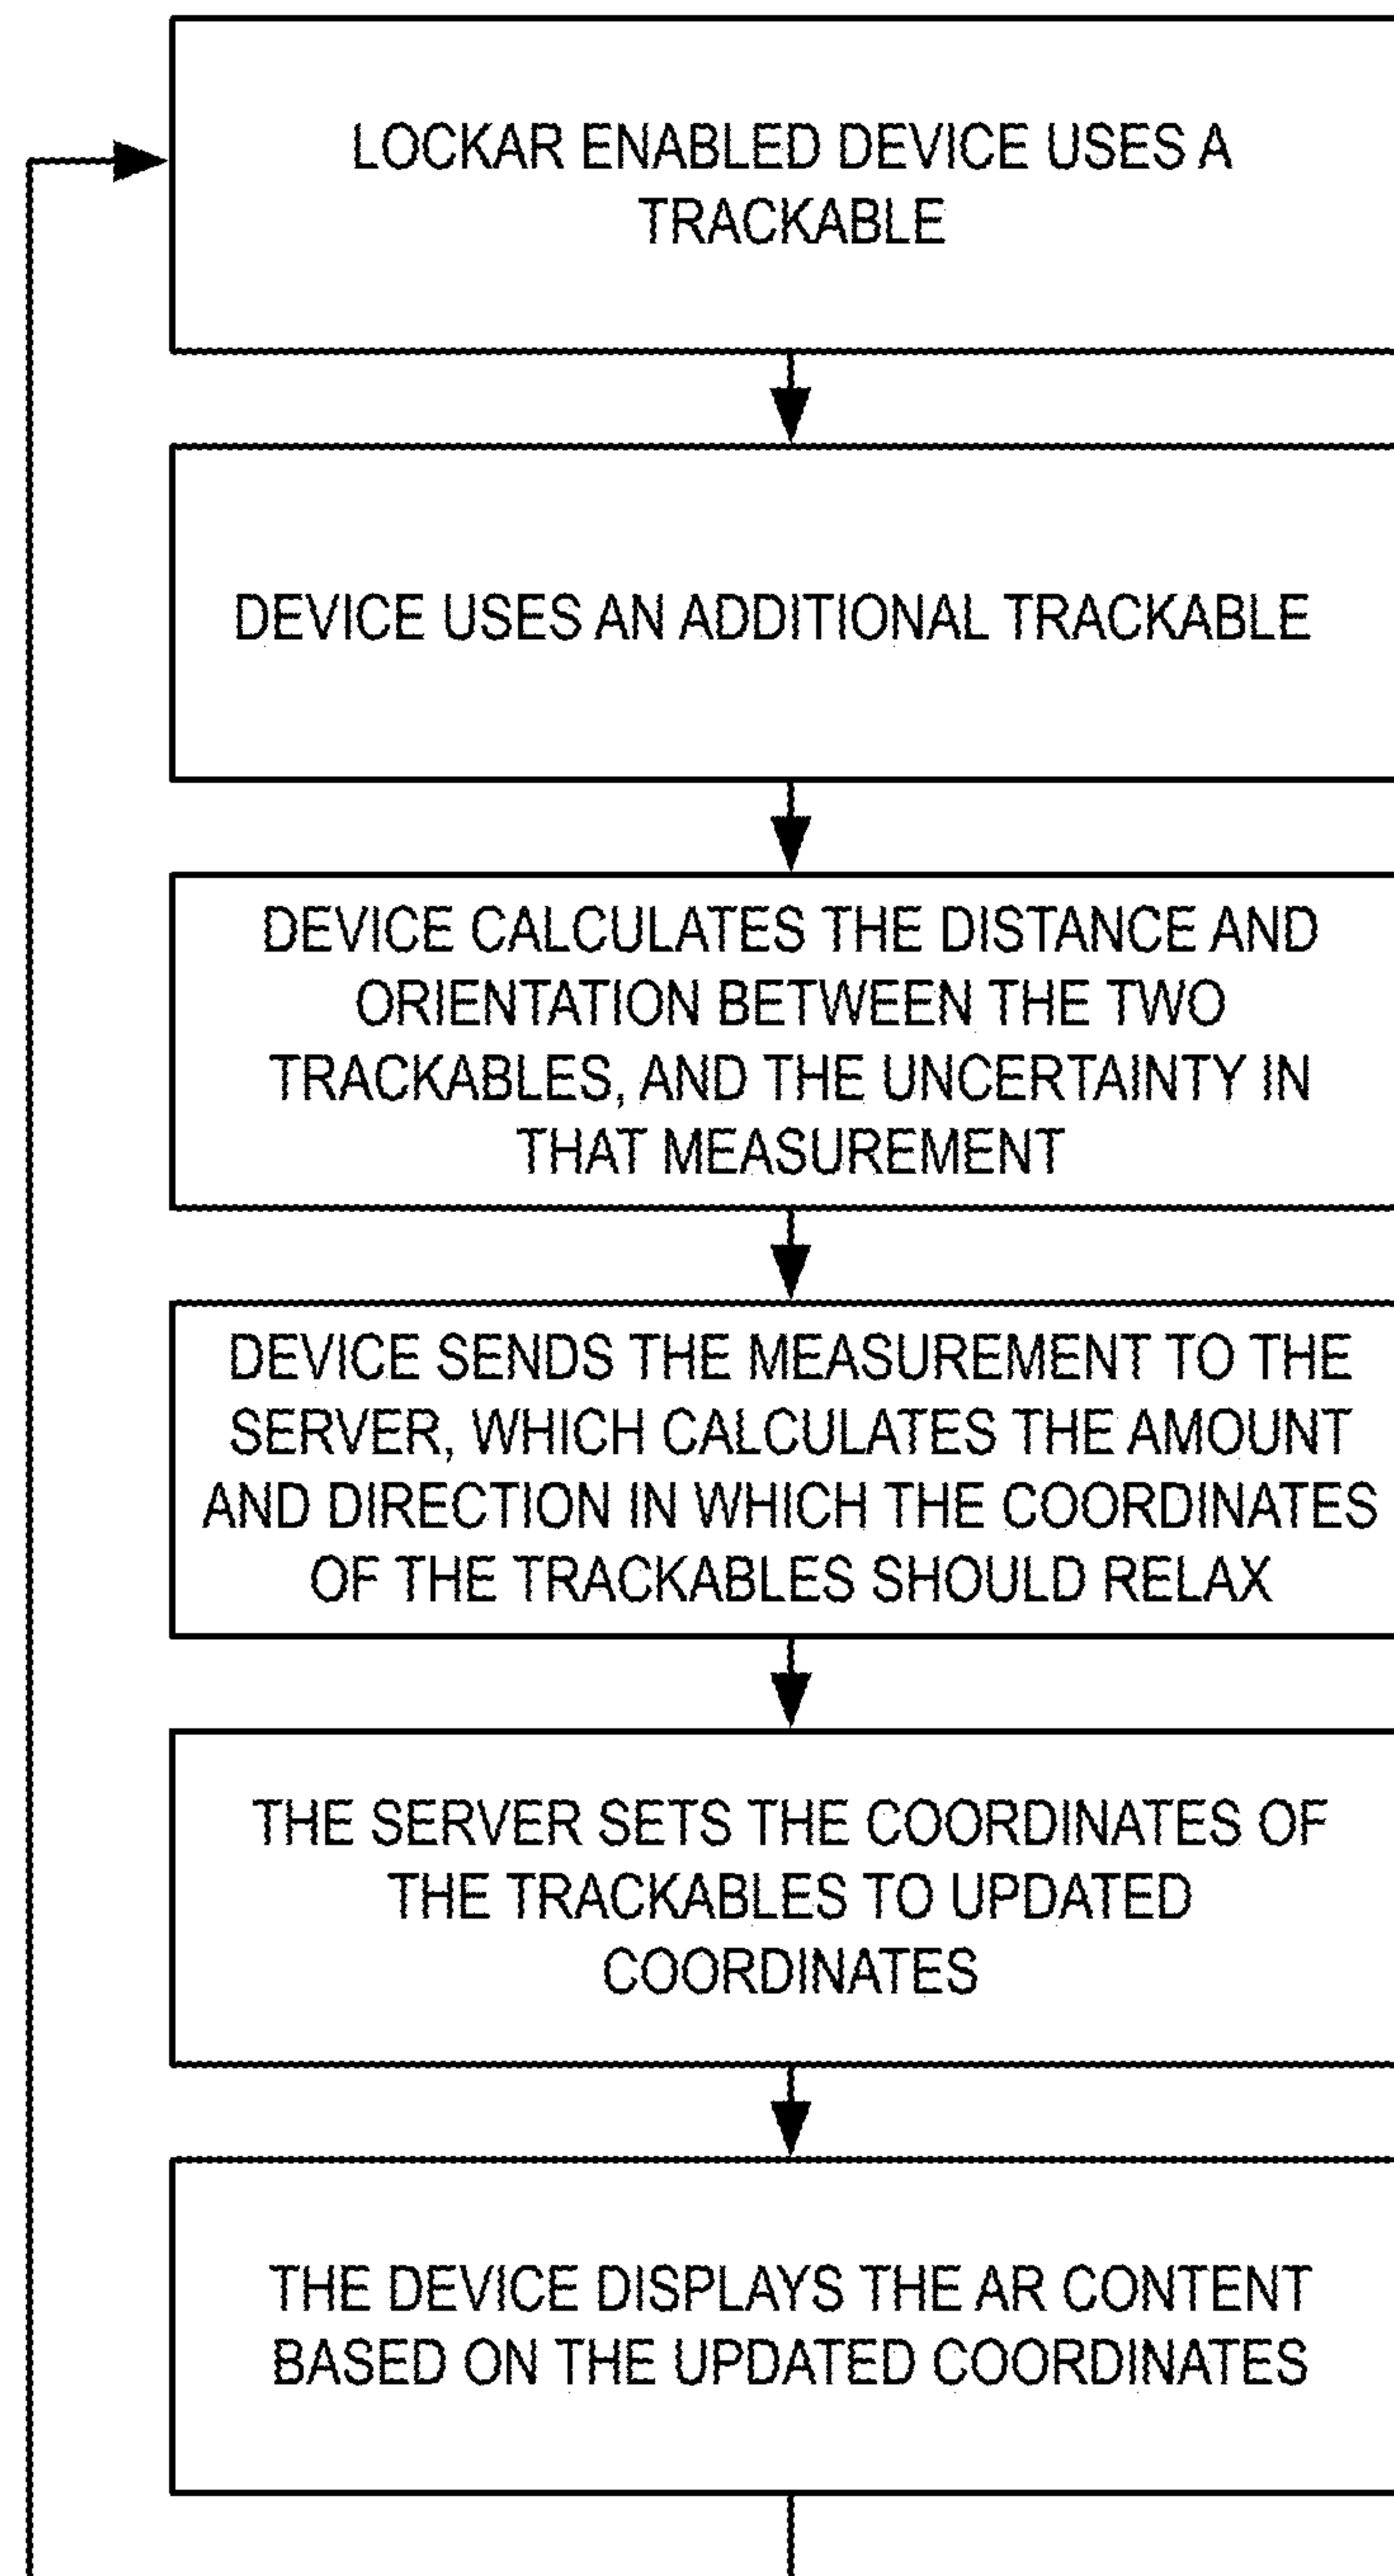 LOCKAR ENABLED DEVICE USES A
TRACKABLE
DEVICE USES AN ADDITIONAL TRACKABLE
DEVICE CALCULATES THE DISTANCE AND
ORIENTATION BETWEEN THE TWO
TRACKABLES, AND THE UNCERTAINTY IN
THAT MEASUREMENT
DEVICE SENDS THE MEASUREMENT TO THE
SERVER, WHICH CALCULATES THE AMOUNT
AND DIRECTION IN WHICH THE COORDINATES
OF THE TRACKABLES SHOULD RELAX
THE SERVER SETS THE COORDINATES OF
THE TRACKABLES TO UPDATED
COORDINATES
THE DEVICE DISPLAYS THE AR CONTENT
BASED ON THE UPDATED COORDINATES